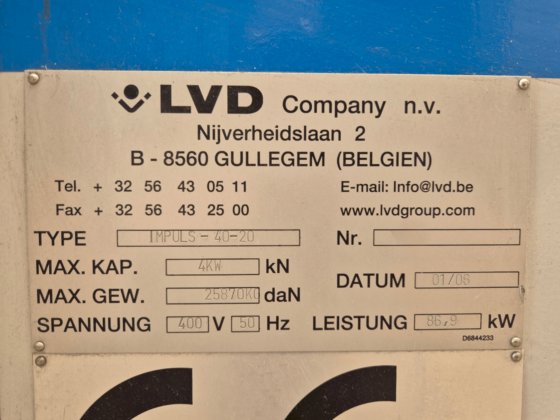 LVD Company n.v.
Nijverheidslaan 2
B - 8560 GULLEGEM (BELGIEN)
Tel. + 32 56 43 05 11 E-mail: Info@lvd.be
Fax + 32 56 43 25 00 www.lvdgroup.com
TYPE IMPULS-40-20 Nr.
MAX. KAP. 4KW kN
DATUM 01/06
MAX. GEW. 25870KG daN
SPANNUNG 400 V 50 Hz LEISTUNG 86,9 kW
D6844233
CE